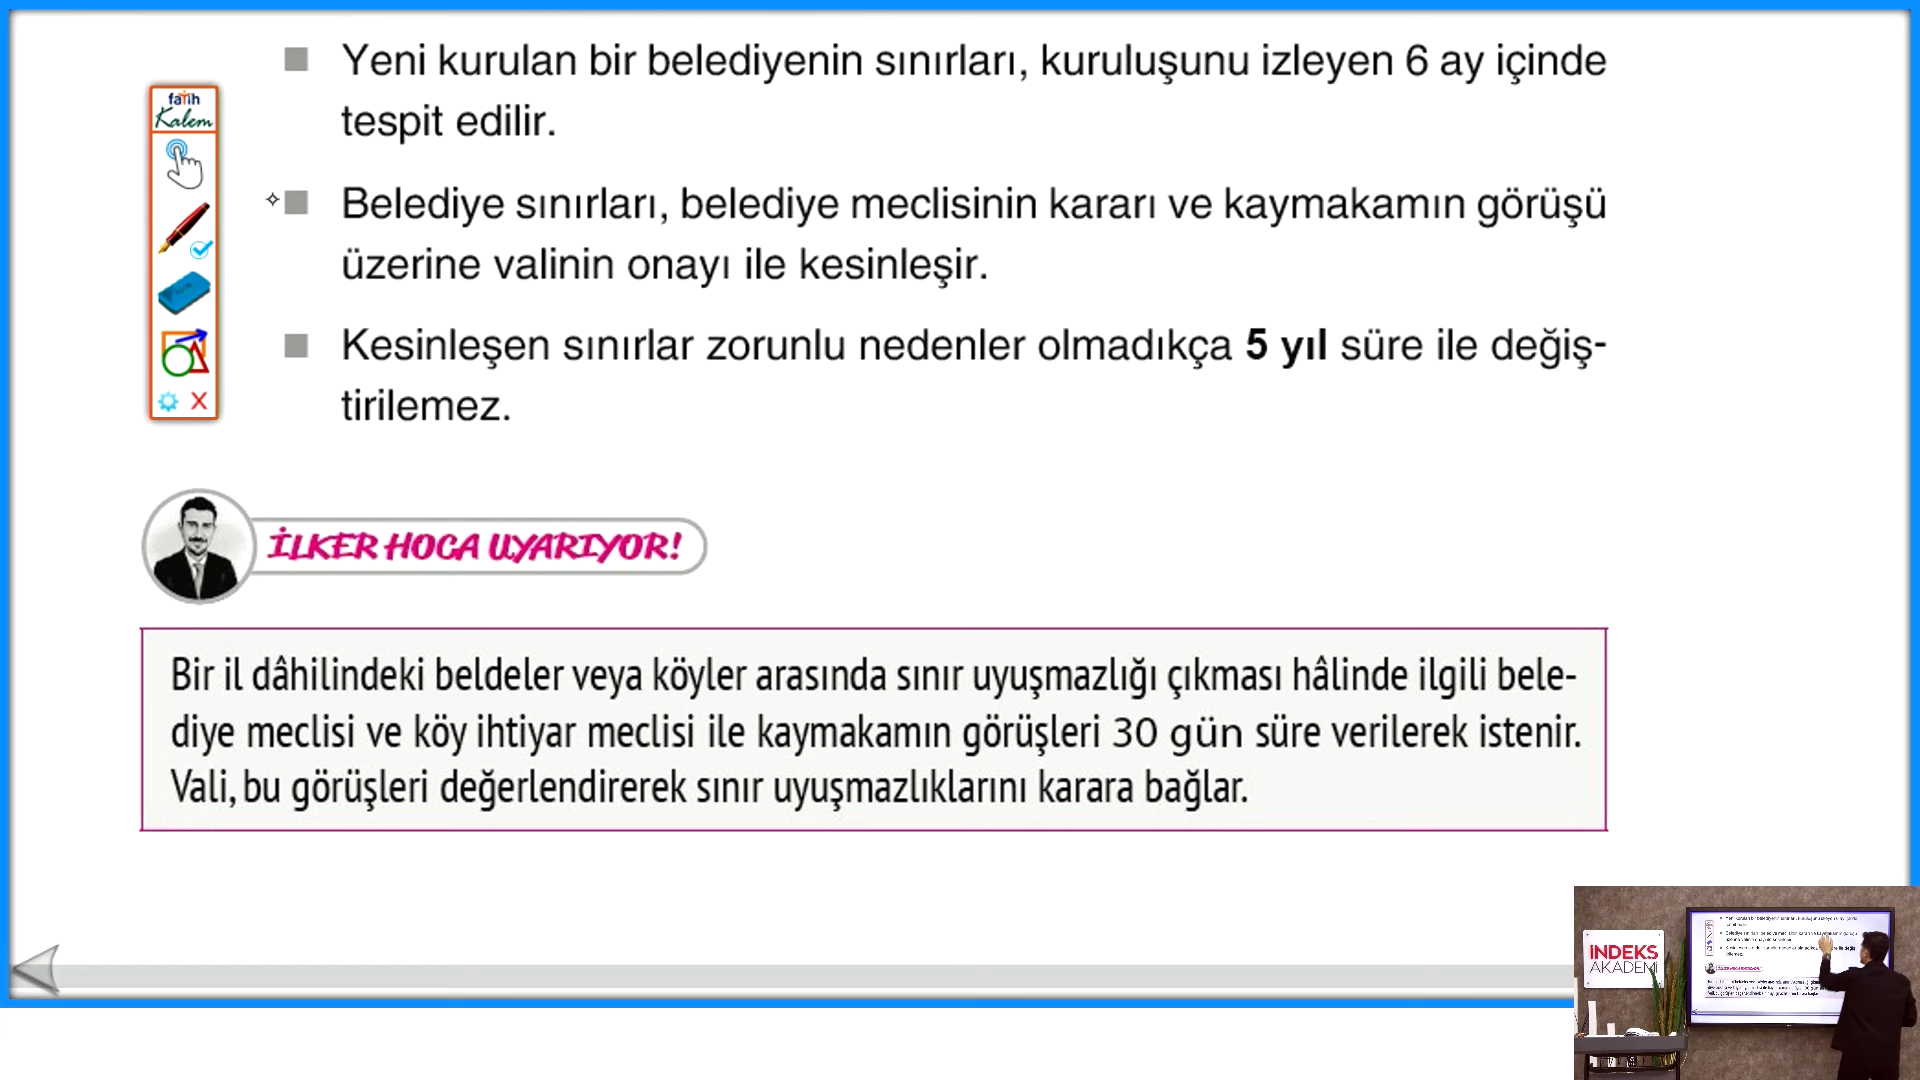 Yeni kurulan bir belediyenin sınırları, kuruluşunu izleyen 6 ay içinde
tespit edilir.
fatih
Kalem
Belediye sınırları, belediye meclisinin kararı ve kaymakamın görüşü
üzerine valinin onayı ile kesinleşir.
Kesinleşen sınırlar zorunlu nedenler olmadıkça 5 yıl süre ile değiş-
tirilemez.
İLKER HOCA UYARIYOR!
Bir il dâhilindeki beldeler veya köyler arasında sınır uyuşmazlığı çıkması hâlinde ilgili bele-
diye meclisi ve köy ihtiyar meclisi ile kaymakamın görüşleri 30 gün süre verilerek istenir.
Vali, bu görüşleri değerlendirerek sınır uyuşmazlıklarını karara bağlar.
İNDEKS
AKADEMİ